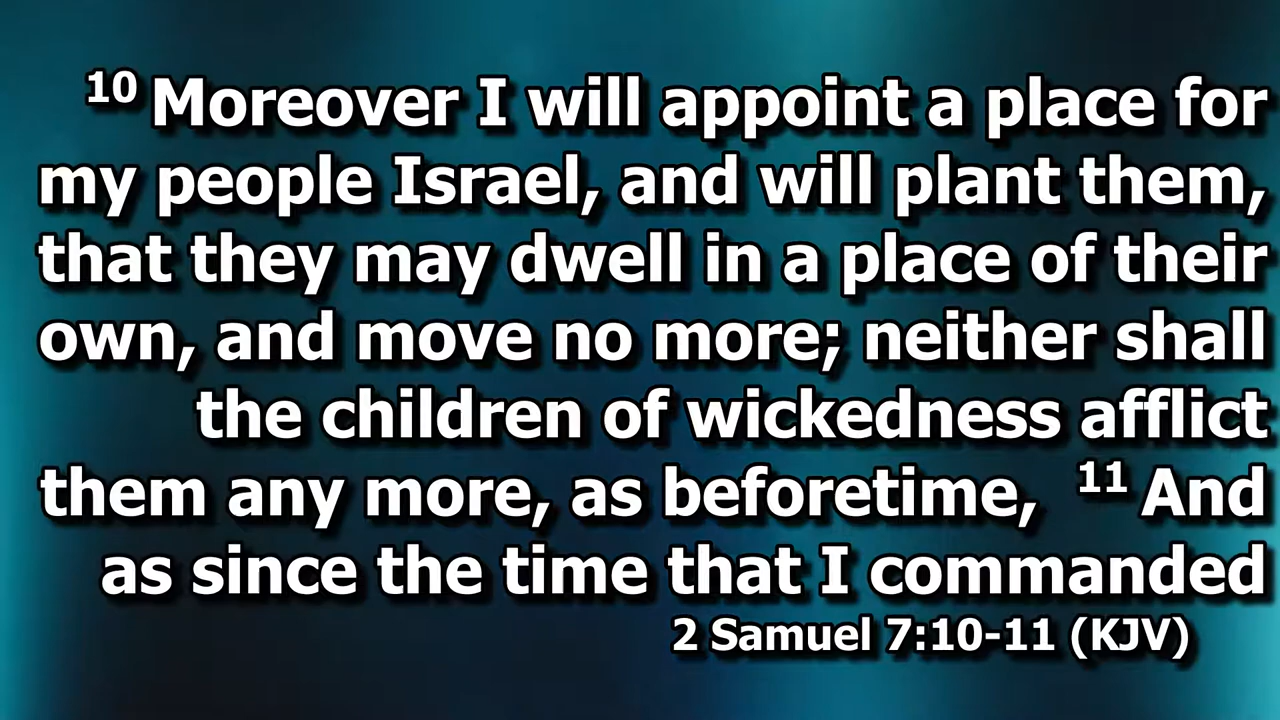 10 Moreover I will appoint a place for
my people Israel, and will plant them,
that they may dwell in a place of their
own, and move no more; neither shall
the children of wickedness afflict
them any more, as beforetime, 11 And
as since the time that I commanded
2 Samuel 7:10-11 (KJV)